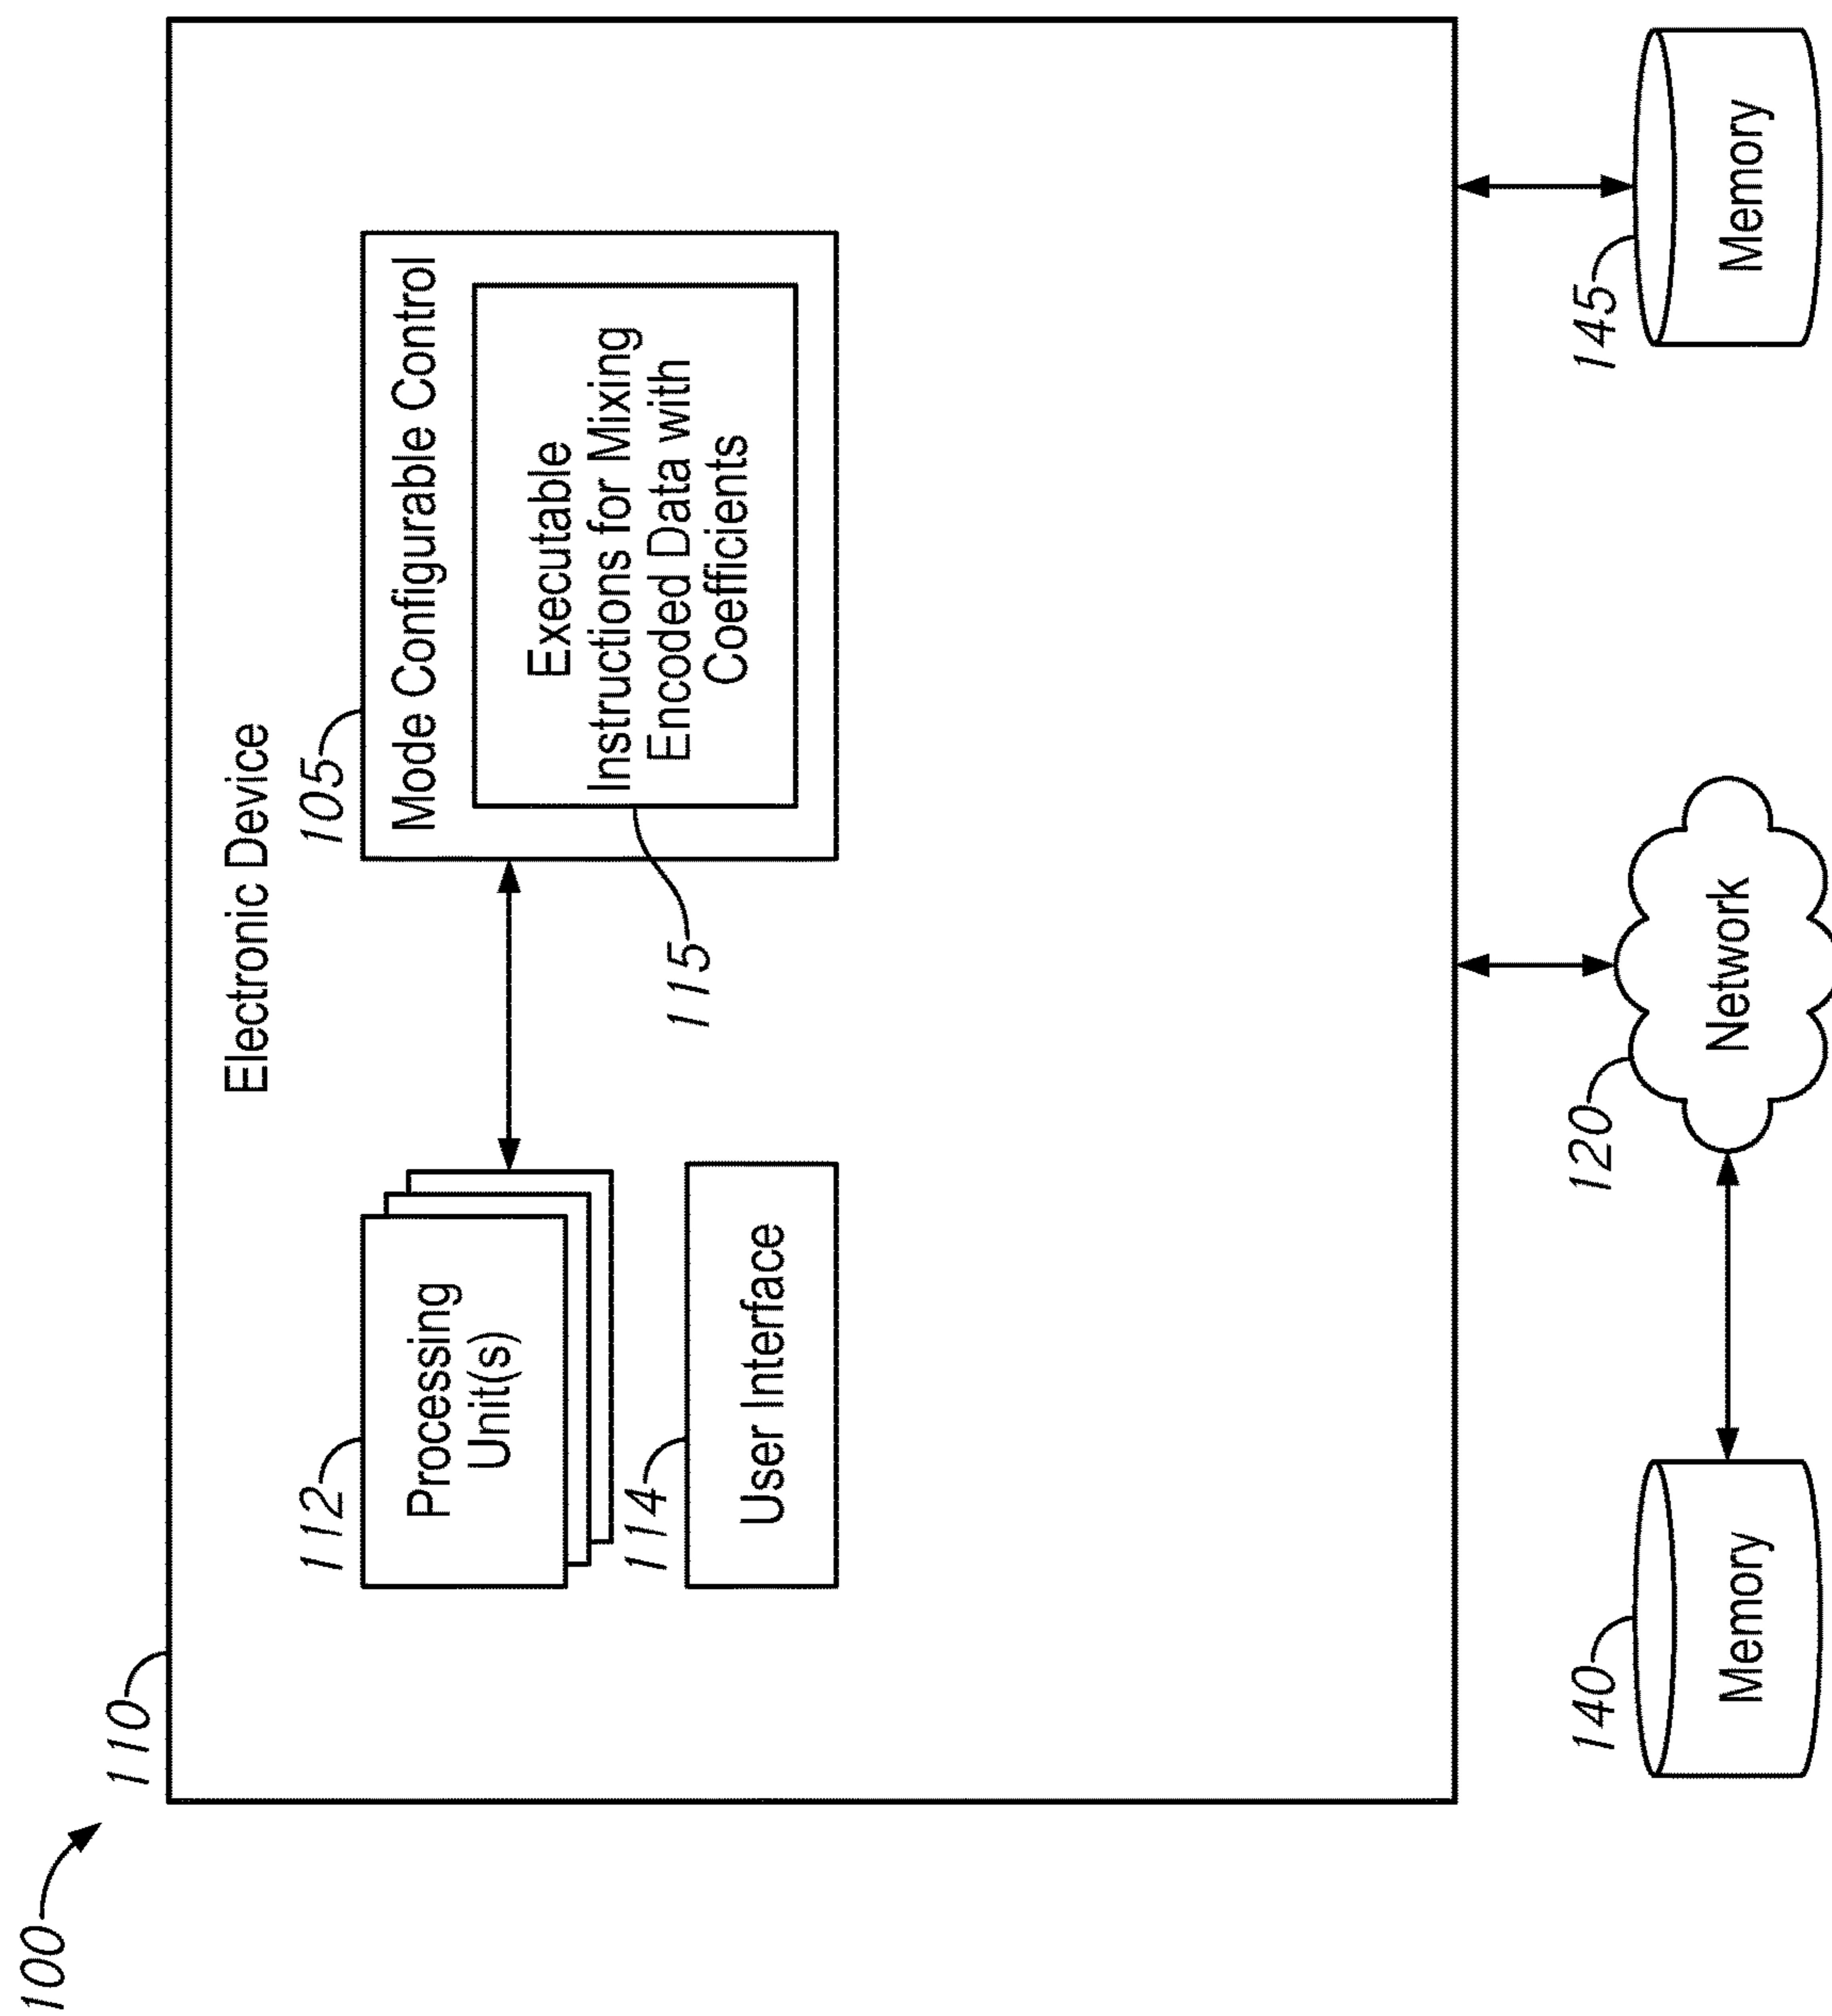 100
110
Electronic Device
112
Processing
Unit(s)
105
Mode Configurable Control
Executable
Instructions for Mixing
Encoded Data with
Coefficients
114
User Interface
115
140
Memory
120
Network
145
Memory